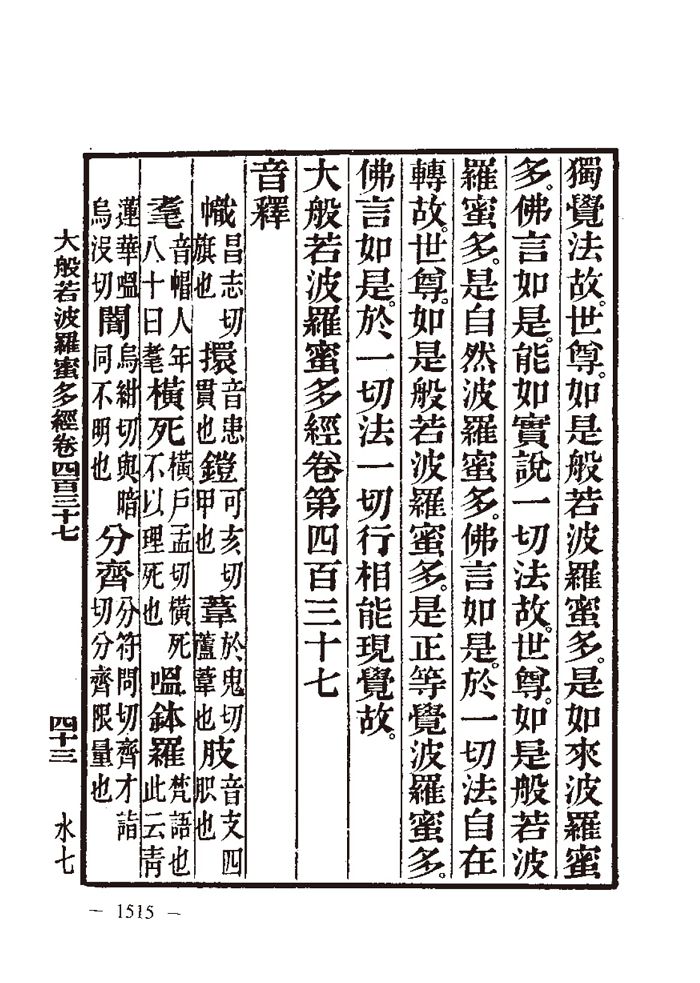 獨覺法故。世尊。如是般若波羅蜜多。是如來波羅蜜
多。佛言如是。能如實說一切法故。世尊。如是般若波
羅蜜多。是自然波羅蜜多。佛言如是。於一切法自在
轉故。世尊。如是般若波羅蜜多。是正等覺波羅蜜多。
佛言如是。於一切法一切行相能現覺故。
大般若波羅蜜多經卷第四百三十七
音釋
幟昌志切旗也 擐音患貫也 鎧可亥切甲也 葦於鬼切蘆葦也 肢音支四胑也
耄音帽人年八十曰耄 橫死橫戶孟切橫死不以理死也 嗢鉢羅梵語也此云靑
蓮華嗢烏沒切 闇烏紺切與暗同不明也 分齊分符問切齊才詣切分齊限量也
大般若波羅蜜多經卷四百三十七 四十三 水七
— 1515 —